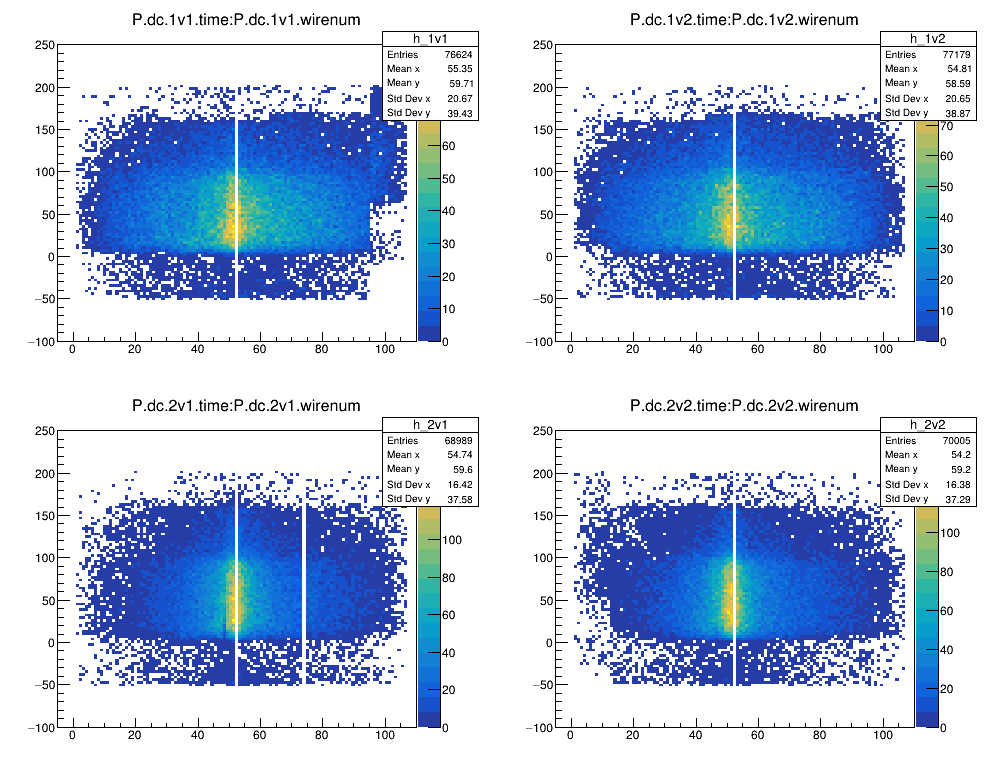 P.dc.1v1.time:P.dc.1v1.wirenum
h_1v1
Entries 76624
Mean x 55.35
Mean y 59.71
Std Dev x 20.67
Std Dev y 39.43
250
200
150
100
50
0
−50
−100
0 20 40 60 80 100
60
50
40
30
20
10
0
P.dc.1v2.time:P.dc.1v2.wirenum
h_1v2
Entries 77179
Mean x 54.81
Mean y 58.59
Std Dev x 20.65
Std Dev y 38.87
250
200
150
100
50
0
−50
−100
0 20 40 60 80 100
70
60
50
40
30
20
10
0
P.dc.2v1.time:P.dc.2v1.wirenum
h_2v1
Entries 68989
Mean x 54.74
Mean y 59.6
Std Dev x 16.42
Std Dev y 37.58
250
200
150
100
50
0
−50
−100
0 20 40 60 80 100
100
80
60
40
20
0
P.dc.2v2.time:P.dc.2v2.wirenum
h_2v2
Entries 70005
Mean x 54.2
Mean y 59.2
Std Dev x 16.38
Std Dev y 37.29
250
200
150
100
50
0
−50
−100
0 20 40 60 80 100
100
80
60
40
20
0